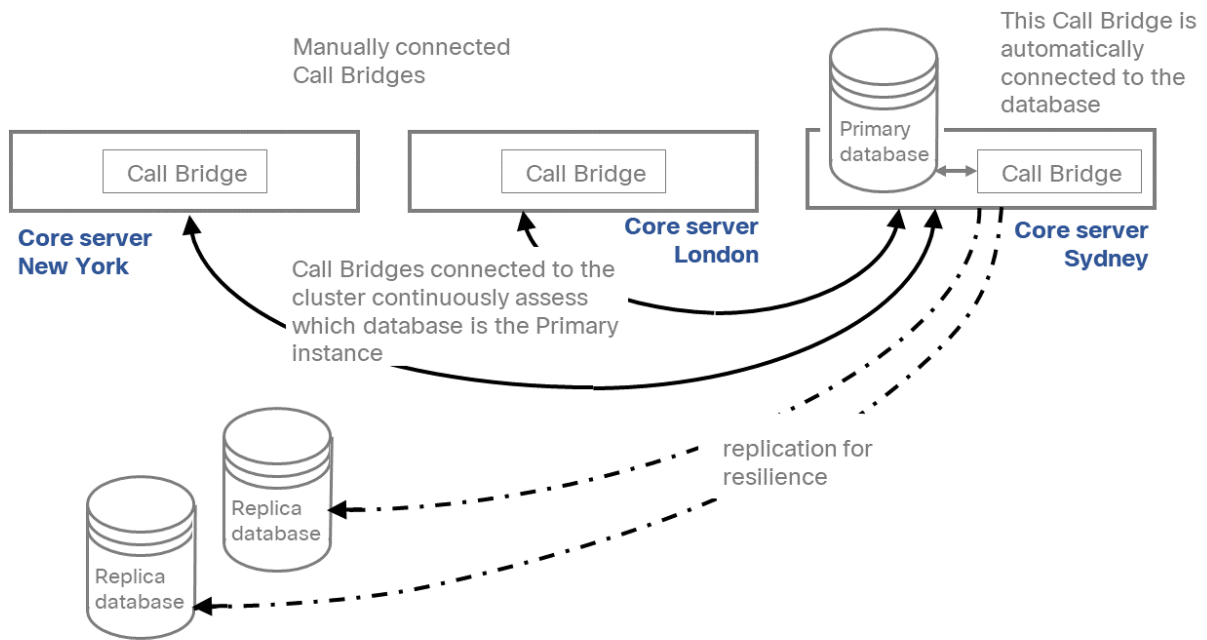 Manually connected
Call Bridges
This Call Bridge is
automatically
connected to the
database
Call Bridge
Call Bridge
Primary
database
Call Bridge
Core server
New York
Core server
London
Core server
Sydney
Call Bridges connected to the
cluster continuously assess
which database is the Primary
instance
replication for
resilience
Replica
database
Replica
database